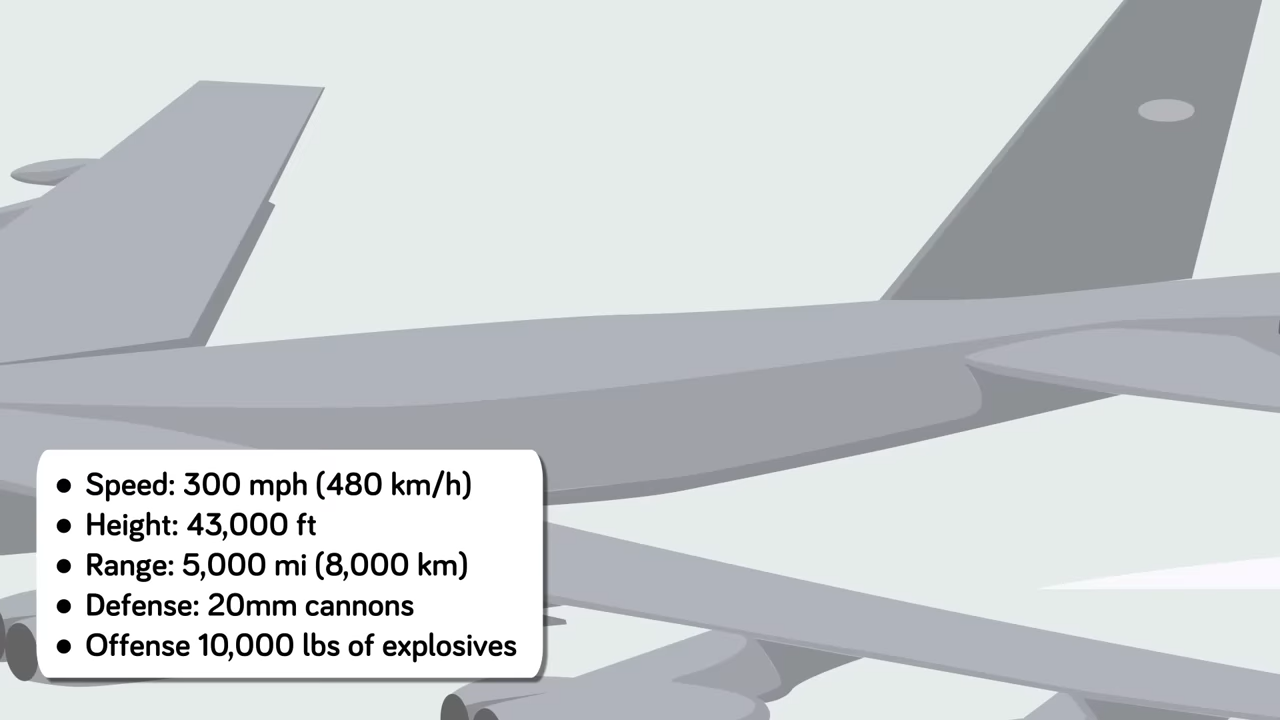 ● Speed: 300 mph (480 km/h)
● Height: 43,000 ft
● Range: 5,000 mi (8,000 km)
● Defense: 20mm cannons
● Offense 10,000 lbs of explosives